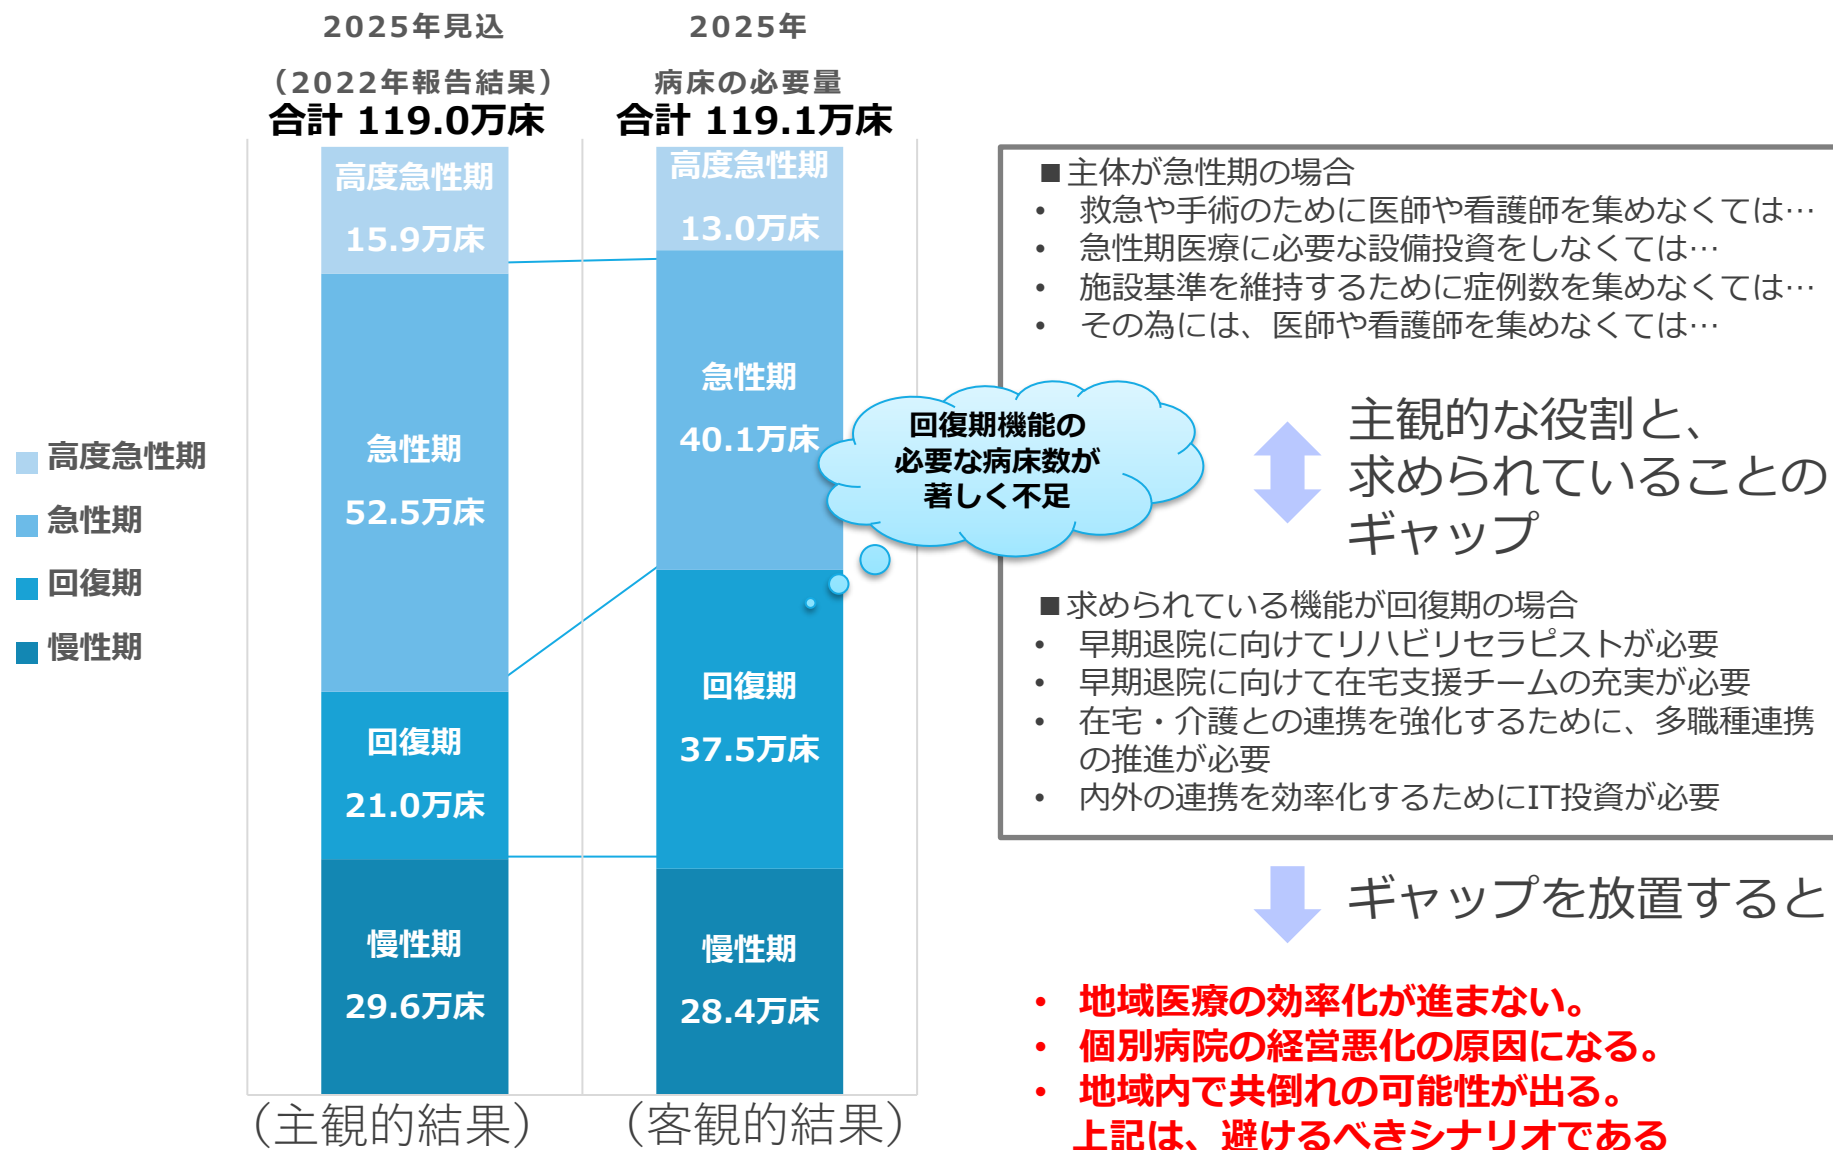 2025年見込
（2022年報告結果）
合計 119.0万床
2025年
病床の必要量
合計 119.1万床
高度急性期
急性期
回復期
慢性期
高度急性期
15.9万床
急性期
52.5万床
回復期
21.0万床
慢性期
29.6万床
（主観的結果）
高度急性期
13.0万床
急性期
40.1万床
回復期
37.5万床
慢性期
28.4万床
（客観的結果）
回復期機能の
必要な病床数が
著しく不足
■主体が急性期の場合
• 救急や手術のために医師や看護師を集めなくては…
• 急性期医療に必要な設備投資をしなくては…
• 施設基準を維持するために症例数を集めなくては…
• その為には、医師や看護師を集めなくては…
主観的な役割と、
求められていることの
ギャップ
■求められている機能が回復期の場合
• 早期退院に向けてリハビリセラピストが必要
• 早期退院に向けて在宅支援チームの充実が必要
• 在宅・介護との連携を強化するために、多職種連携
の推進が必要
• 内外の連携を効率化するためにIT投資が必要
ギャップを放置すると
• 地域医療の効率化が進まない。
• 個別病院の経営悪化の原因になる。
• 地域内で共倒れの可能性が出る。
上記は、避けるべきシナリオである